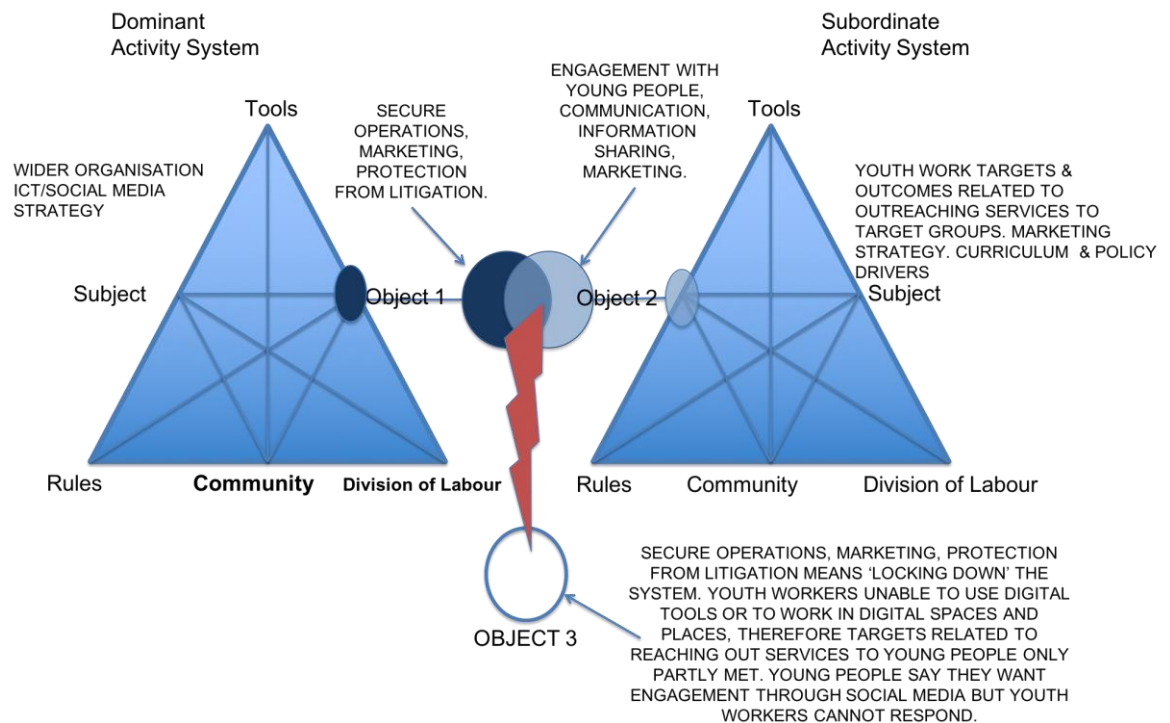 Dominant
Activity System
Subordinate
Activity System
Tools
SECURE
OPERATIONS,
MARKETING,
PROTECTION
FROM LITIGATION.
ENGAGEMENT WITH
YOUNG PEOPLE,
COMMUNICATION,
INFORMATION
SHARING,
MARKETING.
Tools
WIDER ORGANISATION
ICT/SOCIAL MEDIA
STRATEGY
YOUTH WORK TARGETS &
OUTCOMES RELATED TO
OUTREACHING SERVICES TO
TARGET GROUPS. MARKETING
STRATEGY. CURRICULUM & POLICY
DRIVERS
Subject
Object 1
Object 2
Subject
Rules
Community
Division of Labour
Rules
Community
Division of Labour
OBJECT 3
SECURE OPERATIONS, MARKETING, PROTECTION
FROM LITIGATION MEANS ‘LOCKING DOWN’ THE
SYSTEM. YOUTH WORKERS UNABLE TO USE DIGITAL
TOOLS OR TO WORK IN DIGITAL SPACES AND
PLACES, THEREFORE TARGETS RELATED TO
REACHING OUT SERVICES TO YOUNG PEOPLE ONLY
PARTLY MET. YOUNG PEOPLE SAY THEY WANT
ENGAGEMENT THROUGH SOCIAL MEDIA BUT YOUTH
WORKERS CANNOT RESPOND.